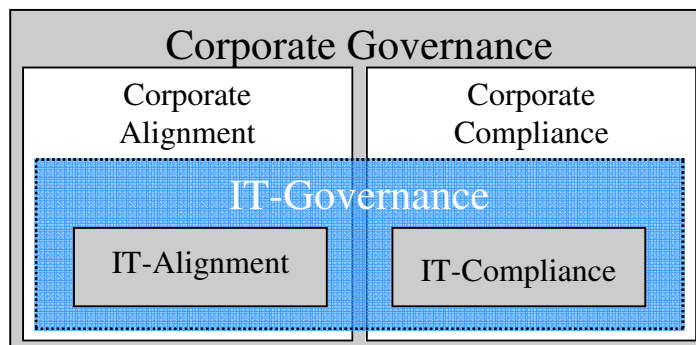 Corporate Governance
Corporate
Alignment
Corporate
Compliance
IT-Governance
IT-Alignment
IT-Compliance